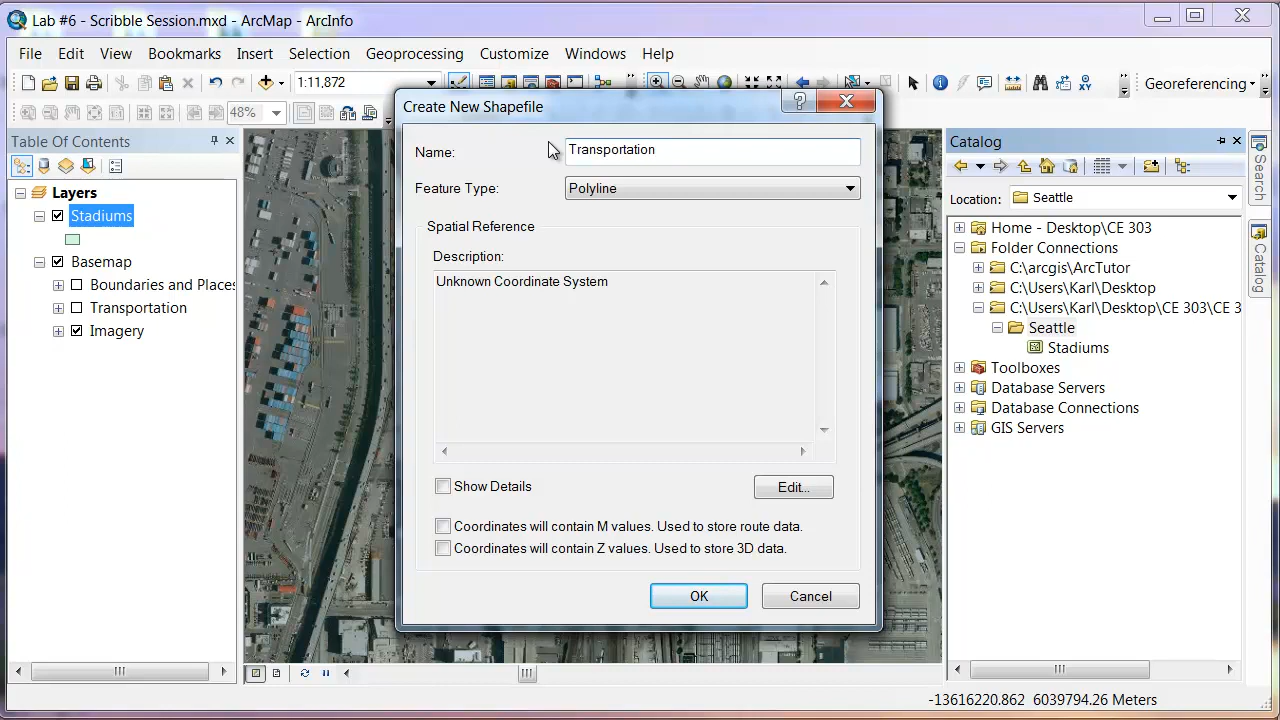 Lab #6 - Scribble Session.mxd - ArcMap - ArcInfo
File Edit View Bookmarks Insert Selection Geoprocessing Customize Windows Help
1:11,872
Georeferencing
48%
Table Of Contents
Layers
Stadiums
Basemap
Boundaries and Places
Transportation
Imagery
Create New Shapefile
Name: Transportation
Feature Type: Polyline
Spatial Reference
Description:
Unknown Coordinate System
Show Details
Edit...
Coordinates will contain M values. Used to store route data.
Coordinates will contain Z values. Used to store 3D data.
OK Cancel
Catalog
Location: Seattle
Home - Desktop\CE 303
Folder Connections
C:\arcgis\ArcTutor
C:\Users\Karl\Desktop
C:\Users\Karl\Desktop\CE 303\CE 3
Seattle
Stadiums
Toolboxes
Database Servers
Database Connections
GIS Servers
Search
Catalog
-13616220.862 6039794.26 Meters